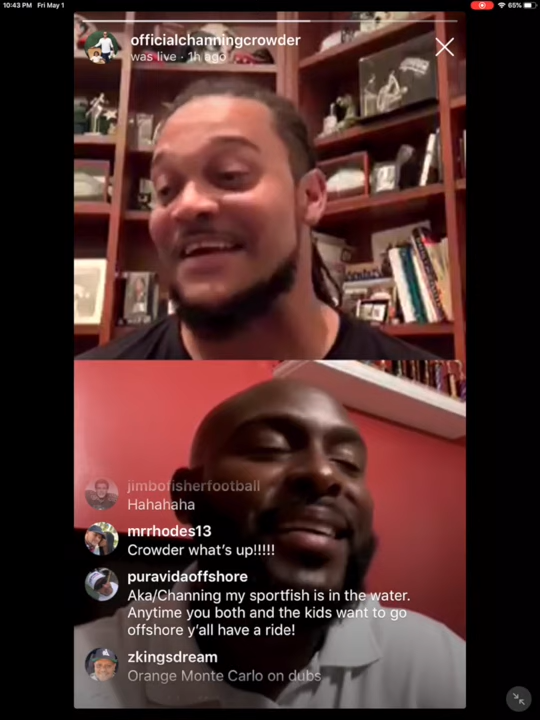 10:43 PM Fri May 1
65%
officialchanningcrowder
was live · 1h ago
jimbofisherfootball
Hahahaha
mrrhodes13
Crowder what's up!!!!!
puravidaoffshore
Aka/Channing my sportfish is in the water.
Anytime you both and the kids want to go
offshore y'all have a ride!
zkingsdream
Orange Monte Carlo on dubs